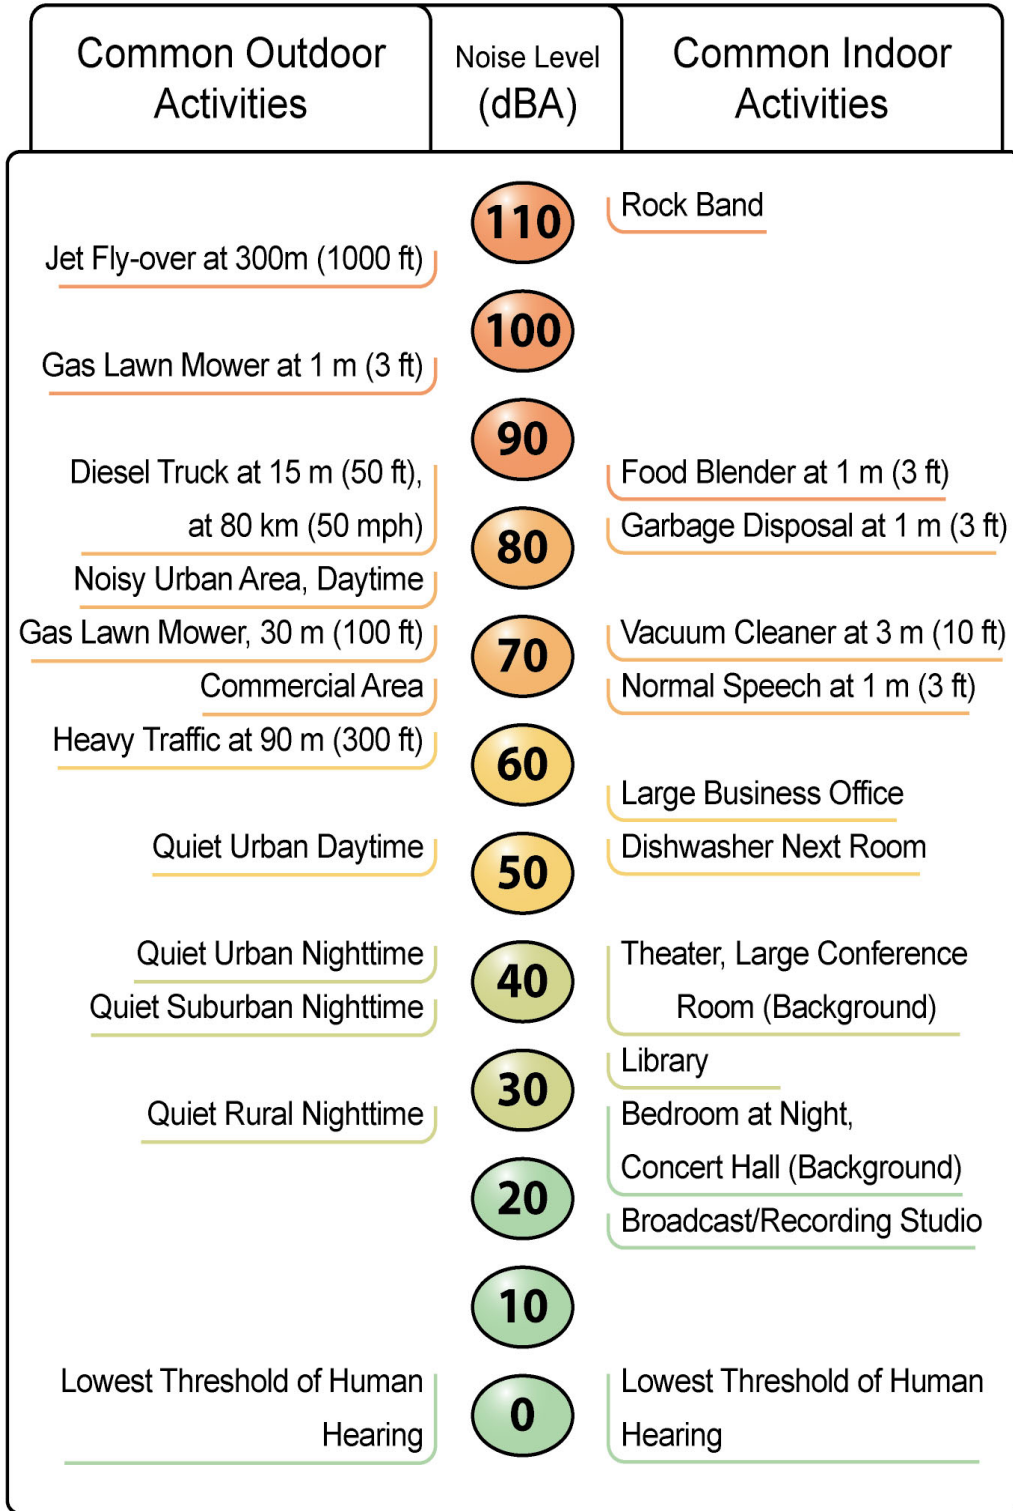 Common Outdoor
Activities
Noise Level
(dBA)
Common Indoor
Activities
110
Rock Band
Jet Fly-over at 300m (1000 ft)
100
Gas Lawn Mower at 1 m (3 ft)
90
Diesel Truck at 15 m (50 ft),
at 80 km (50 mph)
Food Blender at 1 m (3 ft)
80
Garbage Disposal at 1 m (3 ft)
Noisy Urban Area, Daytime
Gas Lawn Mower, 30 m (100 ft)
70
Vacuum Cleaner at 3 m (10 ft)
Commercial Area
Normal Speech at 1 m (3 ft)
Heavy Traffic at 90 m (300 ft)
60
Large Business Office
Quiet Urban Daytime
50
Dishwasher Next Room
Quiet Urban Nighttime
40
Theater, Large Conference
Room (Background)
Quiet Suburban Nighttime
30
Library
Quiet Rural Nighttime
Bedroom at Night,
Concert Hall (Background)
20
Broadcast/Recording Studio
10
Lowest Threshold of Human
Hearing
0
Lowest Threshold of Human
Hearing